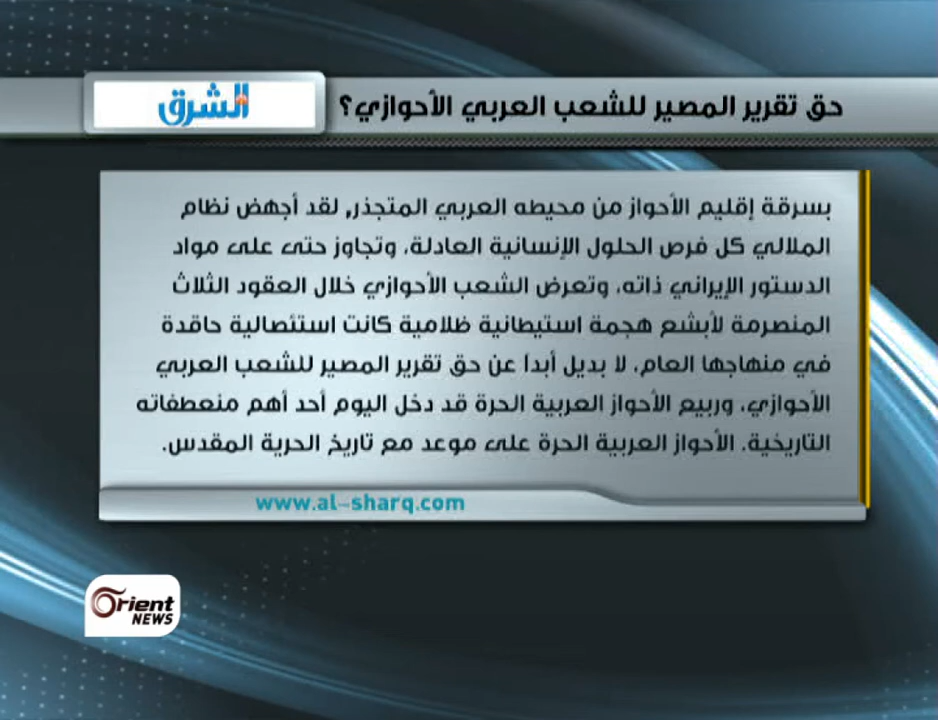 حق تقرير المصير للشعب العربي الأحوازي؟
الشرق
بسرقة إقليم الأحواز من محيطه العربي المتجذر, لقد أجهض نظام
الملالي كل فرص الحلول الإنسانية العادلة، وتجاوز حتى على مواد
الدستور الإيراني ذاته، وتعرض الشعب الأحوازي خلال العقود الثلاث
المنصرمة لأبشع هجمة استيطانية ظلامية كانت استئصالية حاقدة
في منهاجها العام، لا بديل أبدأ عن حق تقرير المصير للشعب العربي
الأحوازي، وربيع الأحواز العربية الحرة قد دخل اليوم أحد أهم منعطفاته
التاريخية. الأحواز العربية الحرة على موعد مع تاريخ الحرية المقدس.
www.al-sharq.com
Orient
NEWS